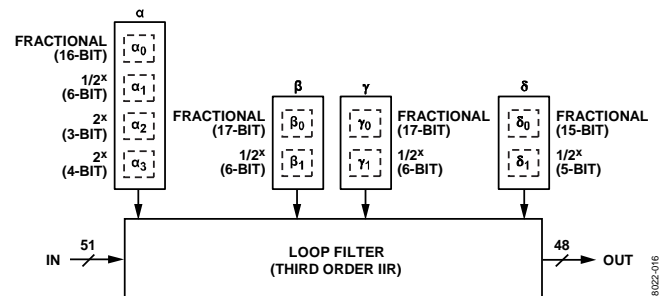 α
FRACTIONAL
(16-BIT)
α0
1/2x
(6-BIT)
α1
2x
(3-BIT)
α2
2x
(4-BIT)
α3
β
FRACTIONAL
(17-BIT)
β0
1/2x
(6-BIT)
β1
γ
γ0
FRACTIONAL
(17-BIT)
γ1
1/2x
(6-BIT)
δ
δ0
FRACTIONAL
(15-BIT)
δ1
1/2x
(5-BIT)
IN
51
LOOP FILTER
(THIRD ORDER IIR)
48
OUT
8022-016